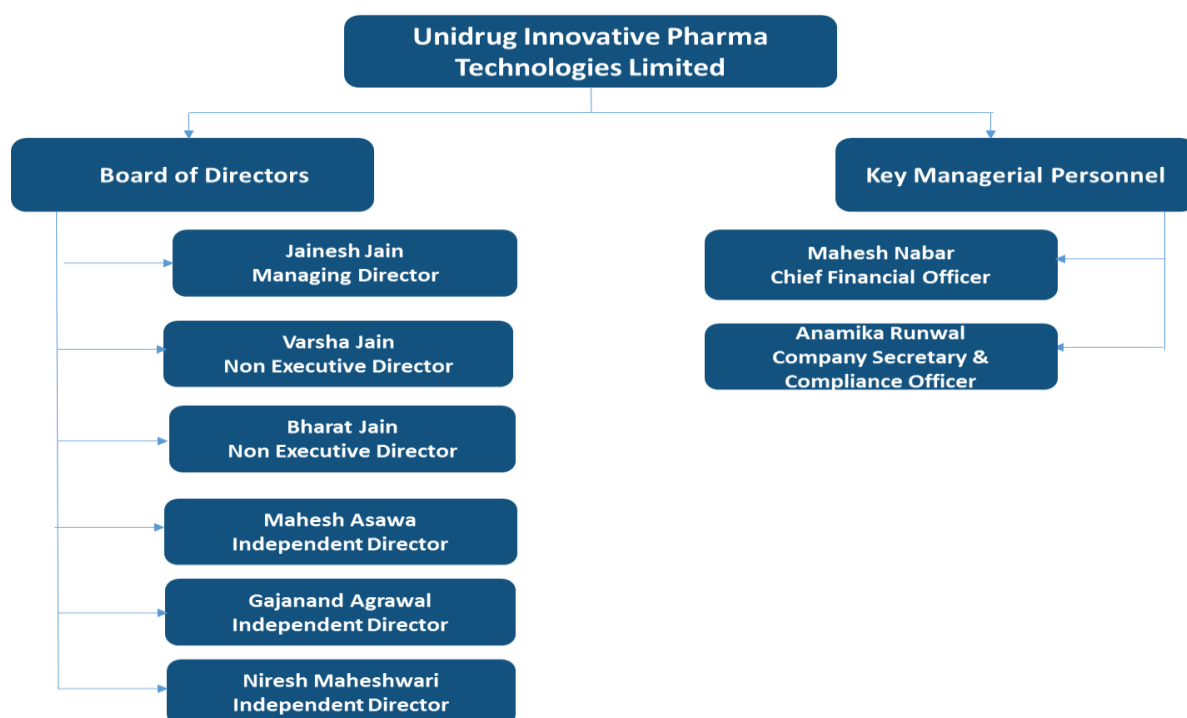 Unidrug Innovative Pharma
Technologies Limited
Board of Directors
Key Managerial Personnel
Jainesh Jain
Managing Director
Varsha Jain
Non Executive Director
Bharat Jain
Non Executive Director
Mahesh Asawa
Independent Director
Gajanand Agrawal
Independent Director
Niresh Maheshwari
Independent Director
Mahesh Nabar
Chief Financial Officer
Anamika Runwal
Company Secretary &
Compliance Officer